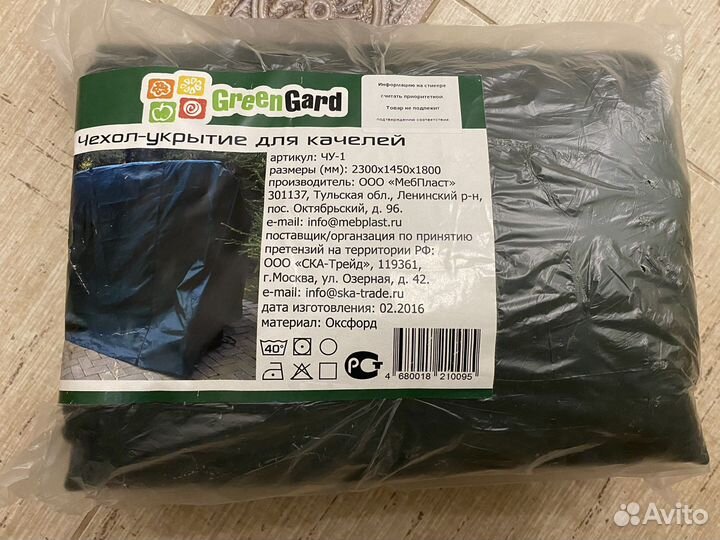 GreenGard
Информацию на стикере
считать приоритетной.
Товар не подлежит
подтверждению соответствия.
Чехол-укрытие для качелей
артикул: ЧУ-1
размеры (мм): 2300х1450х1800
производитель: ООО «МебПласт»
301137, Тульская обл., Ленинский р-н,
пос. Октябрьский, д. 96.
e-mail: info@mebplast.ru
поставщик/органзация по принятию
претензий на территории РФ:
ООО «СКА-Трейд», 119361,
г.Москва, ул. Озерная, д. 42.
e-mail: info@ska-trade.ru
дата изготовления: 02.2016
материал: Оксфорд
40°
РСТ
4 680018 210095
Avito